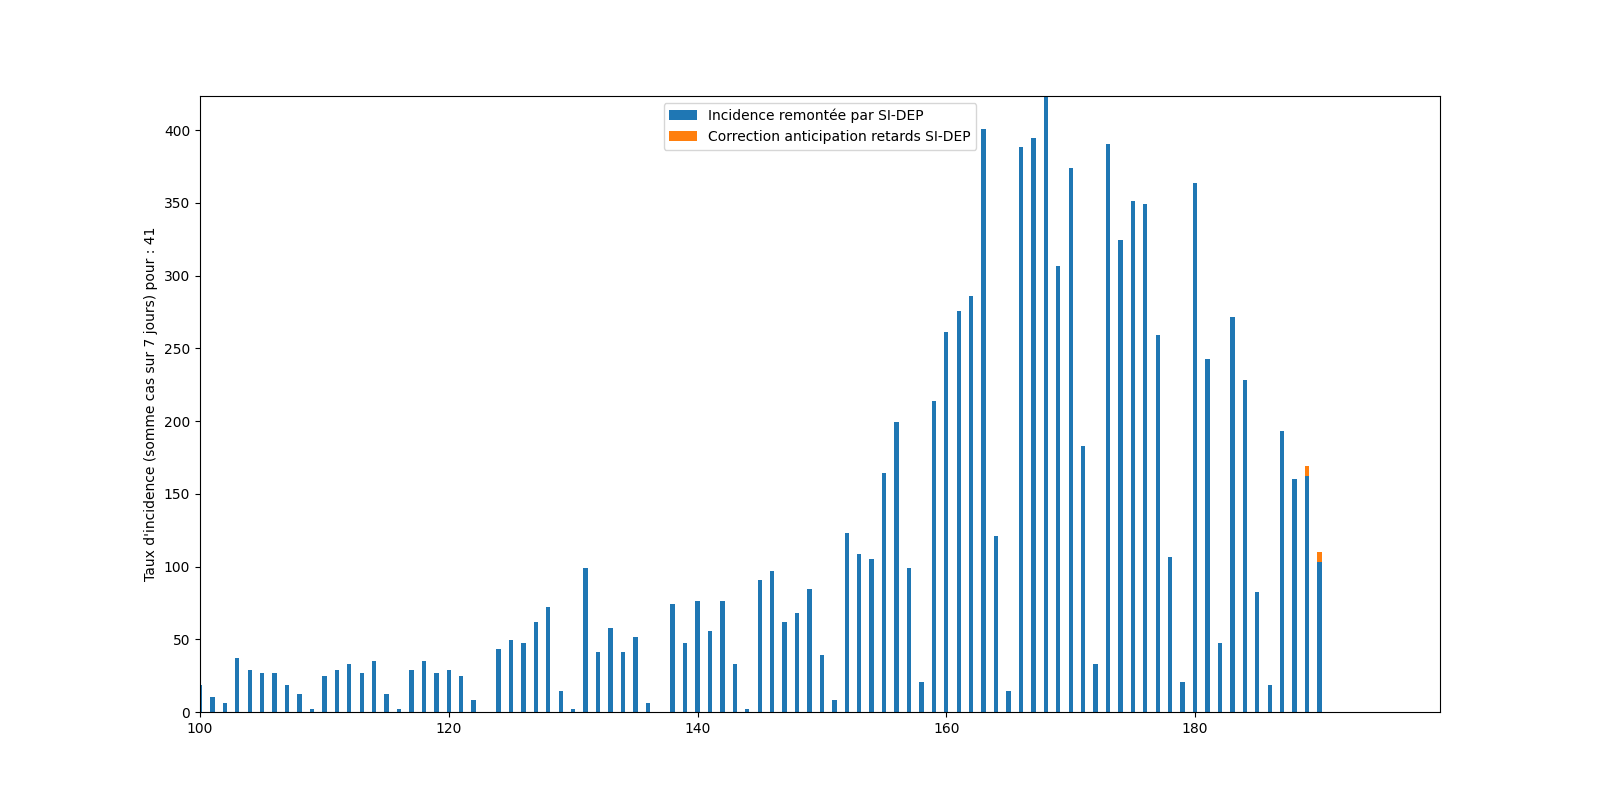 Incidence remontée par SI-DEP
Correction anticipation retards SI-DEP
Taux d'incidence (somme cas sur 7 jours) pour : 41
400
350
300
250
200
150
100
50
0
100 120 140 160 180